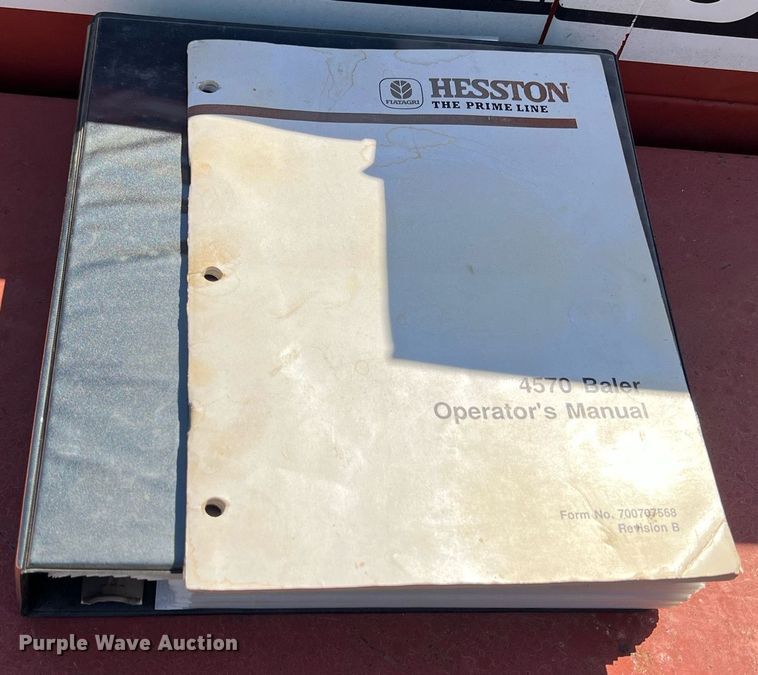 FIATAGRI
HESSTON
THE PRIME LINE
4570 Baler
Operator's Manual
Form No. 700707568
Revision B
Purple Wave Auction